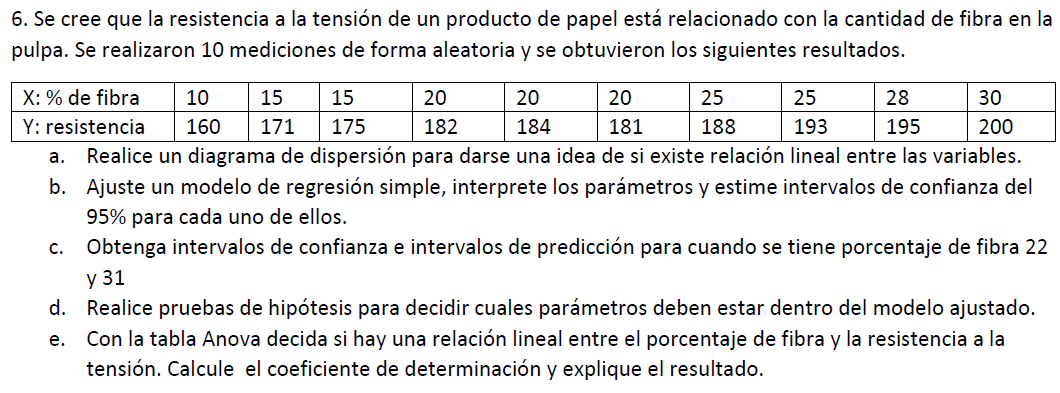 6. Se cree que la resistencia a la tensión de un producto de papel está relacionado con la cantidad de fibra en la
pulpa. Se realizaron 10 mediciones de forma aleatoria y se obtuvieron los siguientes resultados.
X: % de fibra 10 15 15 20 20 20 25 25 28 30
Y: resistencia 160 171 175 182 184 181 188 193 195 200
a. Realice un diagrama de dispersión para darse una idea de si existe relación lineal entre las variables.
b. Ajuste un modelo de regresión simple, interprete los parámetros y estime intervalos de confianza del
95% para cada uno de ellos.
c. Obtenga intervalos de confianza e intervalos de predicción para cuando se tiene porcentaje de fibra 22
y 31
d. Realice pruebas de hipótesis para decidir cuales parámetros deben estar dentro del modelo ajustado.
e. Con la tabla Anova decida si hay una relación lineal entre el porcentaje de fibra y la resistencia a la
tensión. Calcule el coeficiente de determinación y explique el resultado.